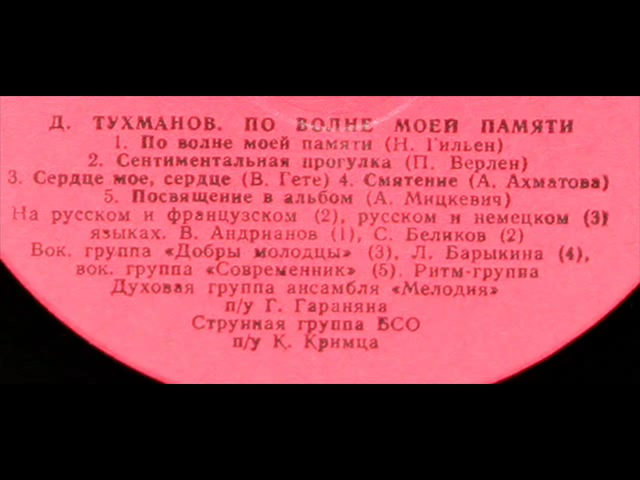 Д. ТУХМАНОВ. ПО ВОЛНЕ МОЕЙ ПАМЯТИ
1. По волне моей памяти (Н. Гильен)
2. Сентиментальная прогулка (П. Верлен)
3. Сердце мое, сердце (В. Гете) 4. Смятение (А. Ахматова)
5. Посвящение в альбом (А. Мицкевич)
На русском и французском (2), русском и немецком (3)
языках. В. Андрианов (1), С. Беликов (2)
Вок. группа «Добры молодцы» (3), Л. Барыкина (4),
вок. группа «Современник» (5). Ритм-группа
Духовая группа ансамбля «Мелодия»
п/у Г. Гараняна
Струнная группа БСО
п/у К. Кримца